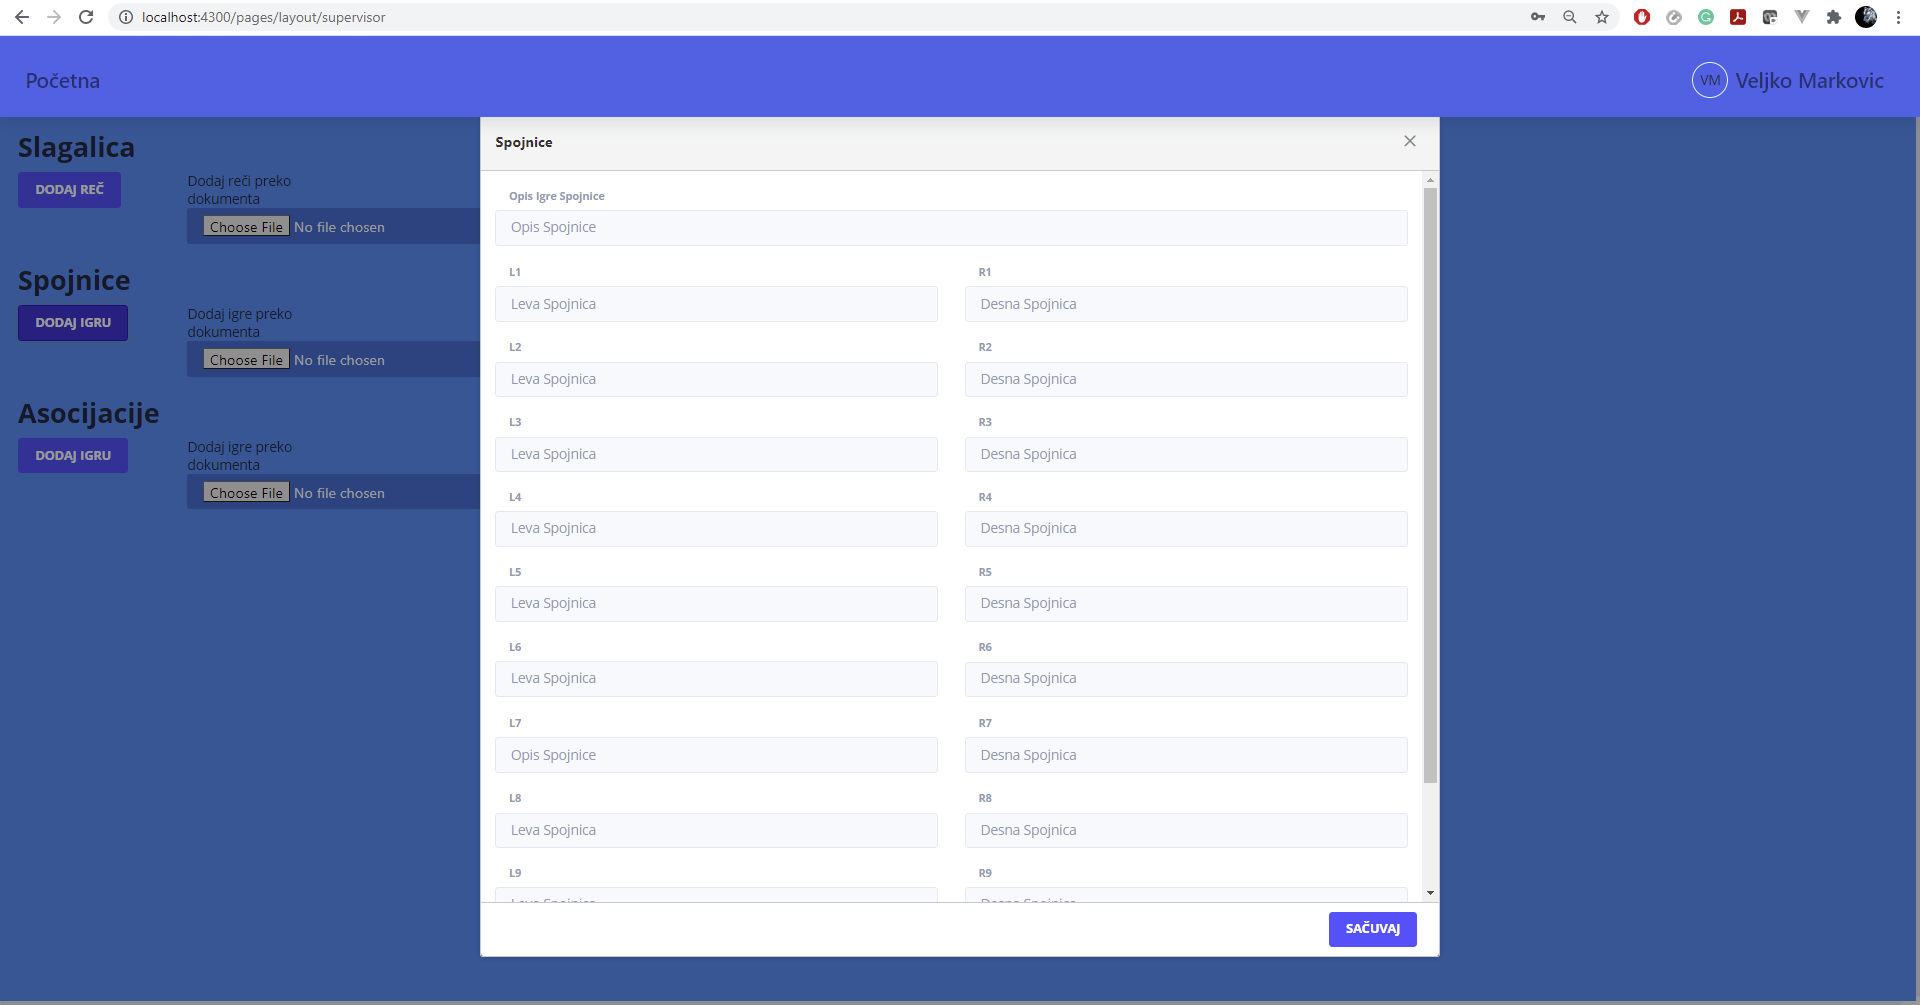 localhost:4300/pages/layout/supervisor
Početna
VM Veljko Markovic
Slagalica
DODAJ REČ
Dodaj reči preko
dokumenta
Choose File No file chosen
Spojnice
DODAJ IGRU
Dodaj igre preko
dokumenta
Choose File No file chosen
Asocijacije
DODAJ IGRU
Dodaj igre preko
dokumenta
Choose File No file chosen
Spojnice
Opis Igre Spojnice
Opis Spojnice
L1 R1
Leva Spojnica Desna Spojnica
L2 R2
Leva Spojnica Desna Spojnica
L3 R3
Leva Spojnica Desna Spojnica
L4 R4
Leva Spojnica Desna Spojnica
L5 R5
Leva Spojnica Desna Spojnica
L6 R6
Leva Spojnica Desna Spojnica
L7 R7
Opis Spojnice Desna Spojnica
L8 R8
Leva Spojnica Desna Spojnica
L9 R9
Leva Spojnica Desna Spojnica
SAČUVAJ